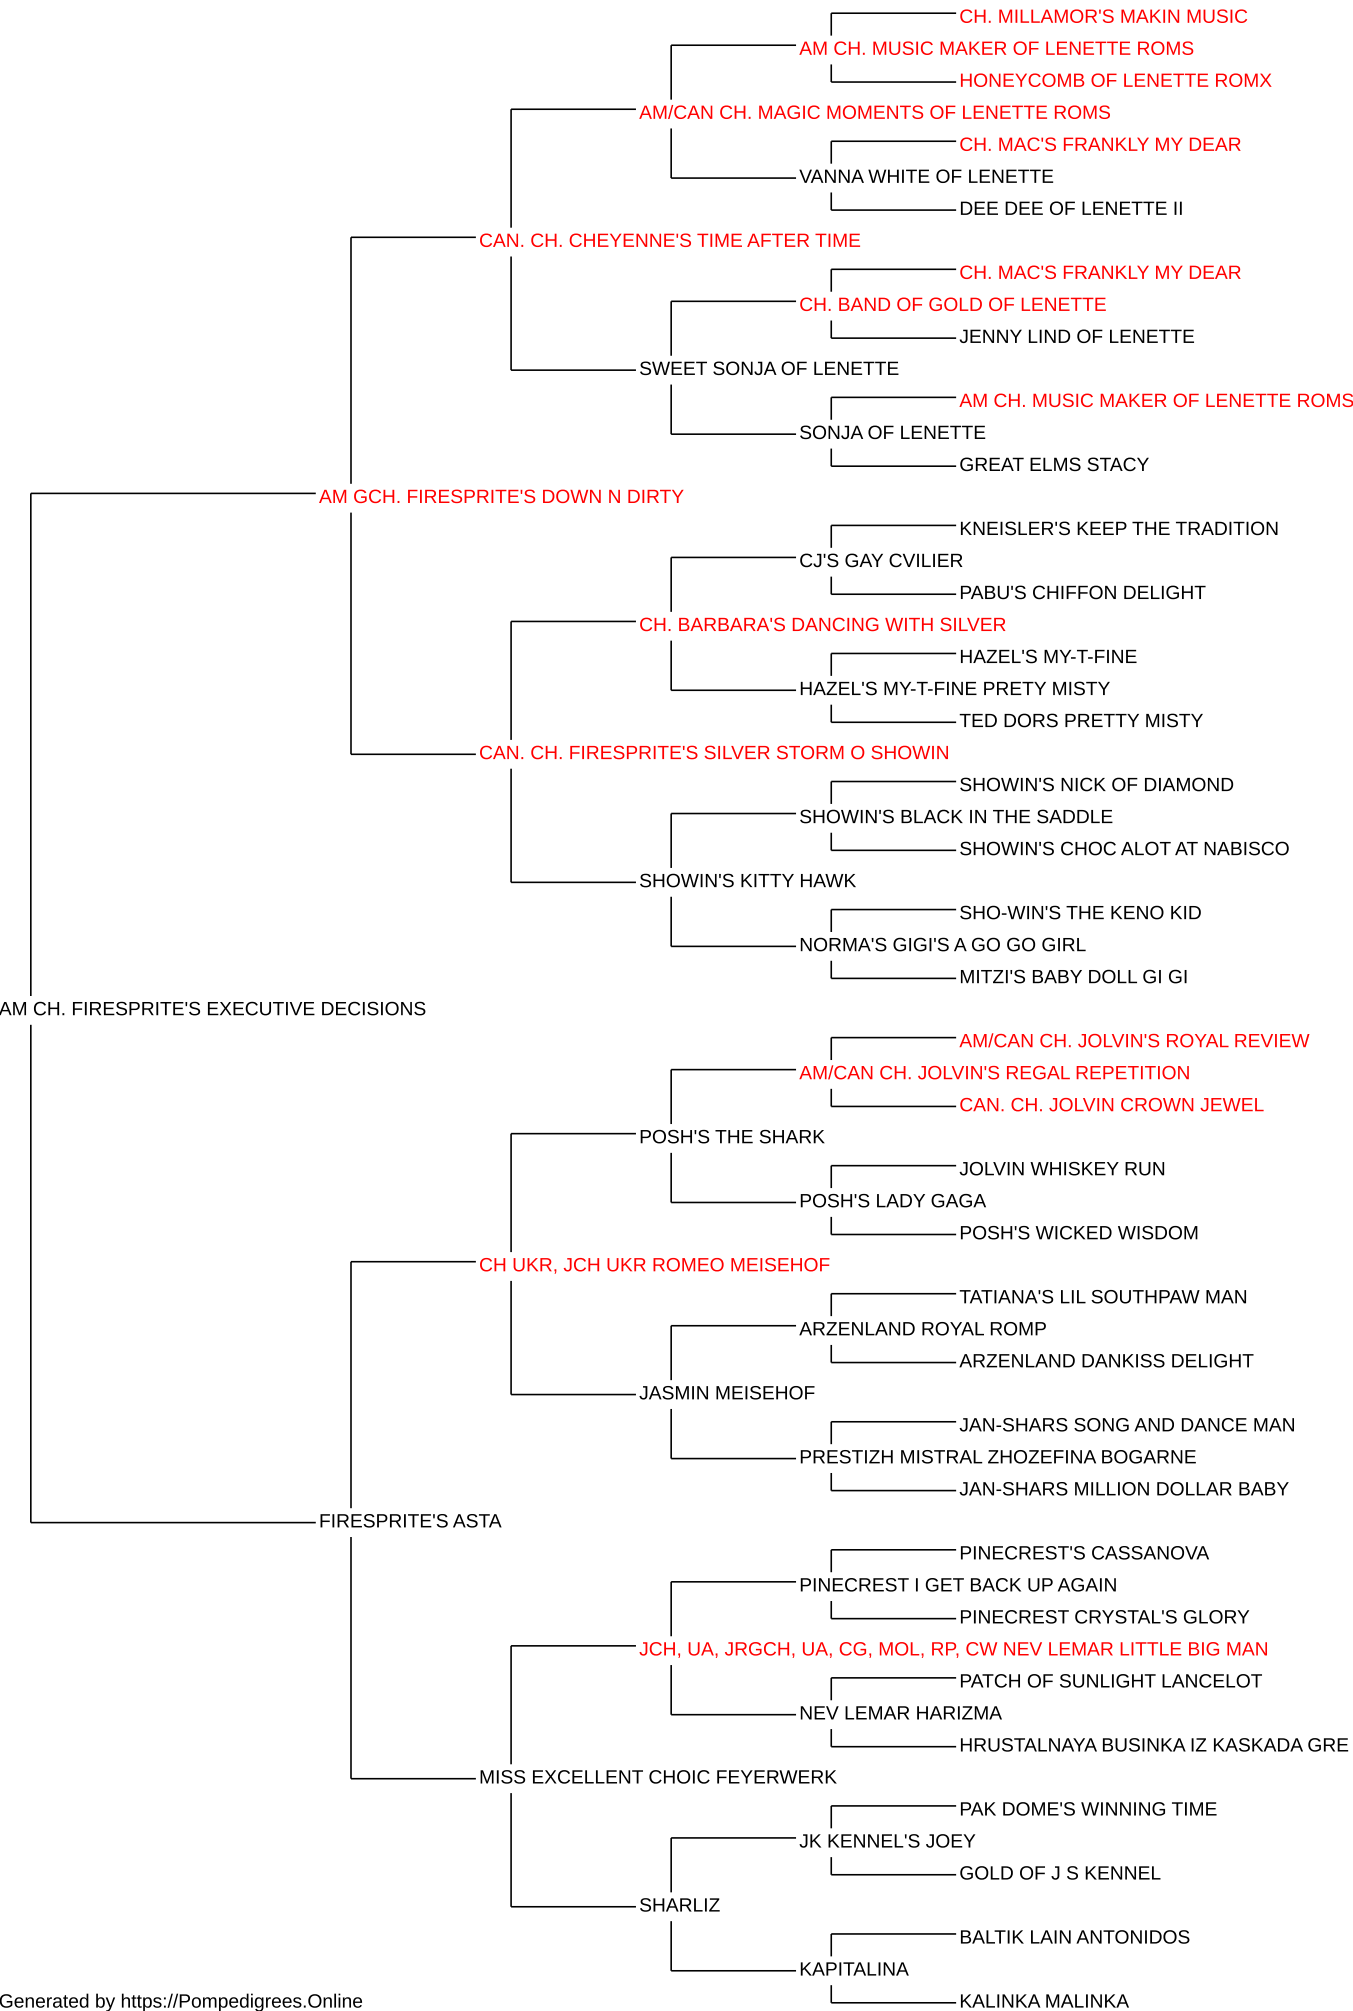 CH. MILLAMOR'S MAKIN MUSIC
AM CH. MUSIC MAKER OF LENETTE ROMS
HONEYCOMB OF LENETTE ROMX
AM/CAN CH. MAGIC MOMENTS OF LENETTE ROMS
CH. MAC'S FRANKLY MY DEAR
VANNA WHITE OF LENETTE
DEE DEE OF LENETTE II
CAN. CH. CHEYENNE'S TIME AFTER TIME
CH. MAC'S FRANKLY MY DEAR
CH. BAND OF GOLD OF LENETTE
JENNY LIND OF LENETTE
SWEET SONJA OF LENETTE
AM CH. MUSIC MAKER OF LENETTE ROMS
SONJA OF LENETTE
GREAT ELMS STACY
AM GCH. FIRESPRITE'S DOWN N DIRTY
KNEISLER'S KEEP THE TRADITION
CJ'S GAY CVILIER
PABU'S CHIFFON DELIGHT
CH. BARBARA'S DANCING WITH SILVER
HAZEL'S MY-T-FINE
HAZEL'S MY-T-FINE PRETY MISTY
TED DORS PRETTY MISTY
CAN. CH. FIRESPRITE'S SILVER STORM O SHOWIN
SHOWIN'S NICK OF DIAMOND
SHOWIN'S BLACK IN THE SADDLE
SHOWIN'S CHOC ALOT AT NABISCO
SHOWIN'S KITTY HAWK
SHO-WIN'S THE KENO KID
NORMA'S GIGI'S A GO GO GIRL
MITZI'S BABY DOLL GI GI
AM CH. FIRESPRITE'S EXECUTIVE DECISIONS
AM/CAN CH. JOLVIN'S ROYAL REVIEW
AM/CAN CH. JOLVIN'S REGAL REPETITION
CAN. CH. JOLVIN CROWN JEWEL
POSH'S THE SHARK
JOLVIN WHISKEY RUN
POSH'S LADY GAGA
POSH'S WICKED WISDOM
CH UKR, JCH UKR ROMEO MEISEHOF
TATIANA'S LIL SOUTHPAW MAN
ARZENLAND ROYAL ROMP
ARZENLAND DANKISS DELIGHT
JASMIN MEISEHOF
JAN-SHARS SONG AND DANCE MAN
PRESTIZH MISTRAL ZHOZEFINA BOGARNE
JAN-SHARS MILLION DOLLAR BABY
FIRESPRITE'S ASTA
PINECREST'S CASSANOVA
PINECREST I GET BACK UP AGAIN
PINECREST CRYSTAL'S GLORY
JCH, UA, JRGCH, UA, CG, MOL, RP, CW NEV LEMAR LITTLE BIG MAN
PATCH OF SUNLIGHT LANCELOT
NEV LEMAR HARIZMA
HRUSTALNAYA BUSINKA IZ KASKADA GRE
MISS EXCELLENT CHOIC FEYERWERK
PAK DOME'S WINNING TIME
JK KENNEL'S JOEY
GOLD OF J S KENNEL
SHARLIZ
BALTIK LAIN ANTONIDOS
KAPITALINA
KALINKA MALINKA
Generated by https://Pompedigrees.Online